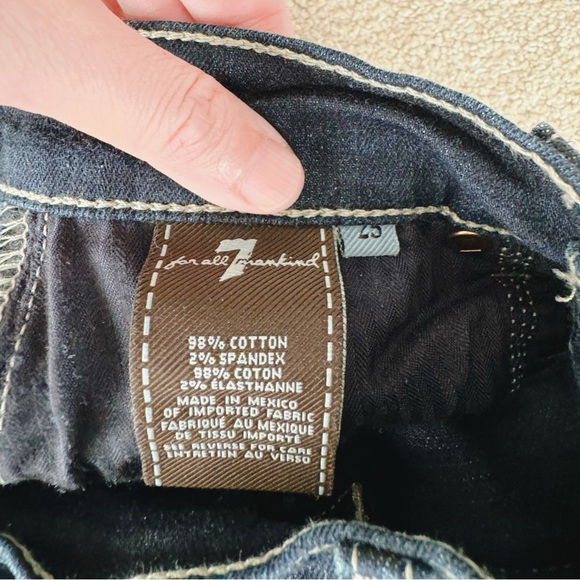 7
for all mankind
25
98% COTTON
2% SPANDEX
98% COTON
2% ÉLASTHANNE
MADE IN MEXICO
OF IMPORTED FABRIC
FABRIQUÉ AU MEXIQUE
DE TISSU IMPORTÉ
SEE REVERSE FOR CARE
ENTRETIEN AU VERSO